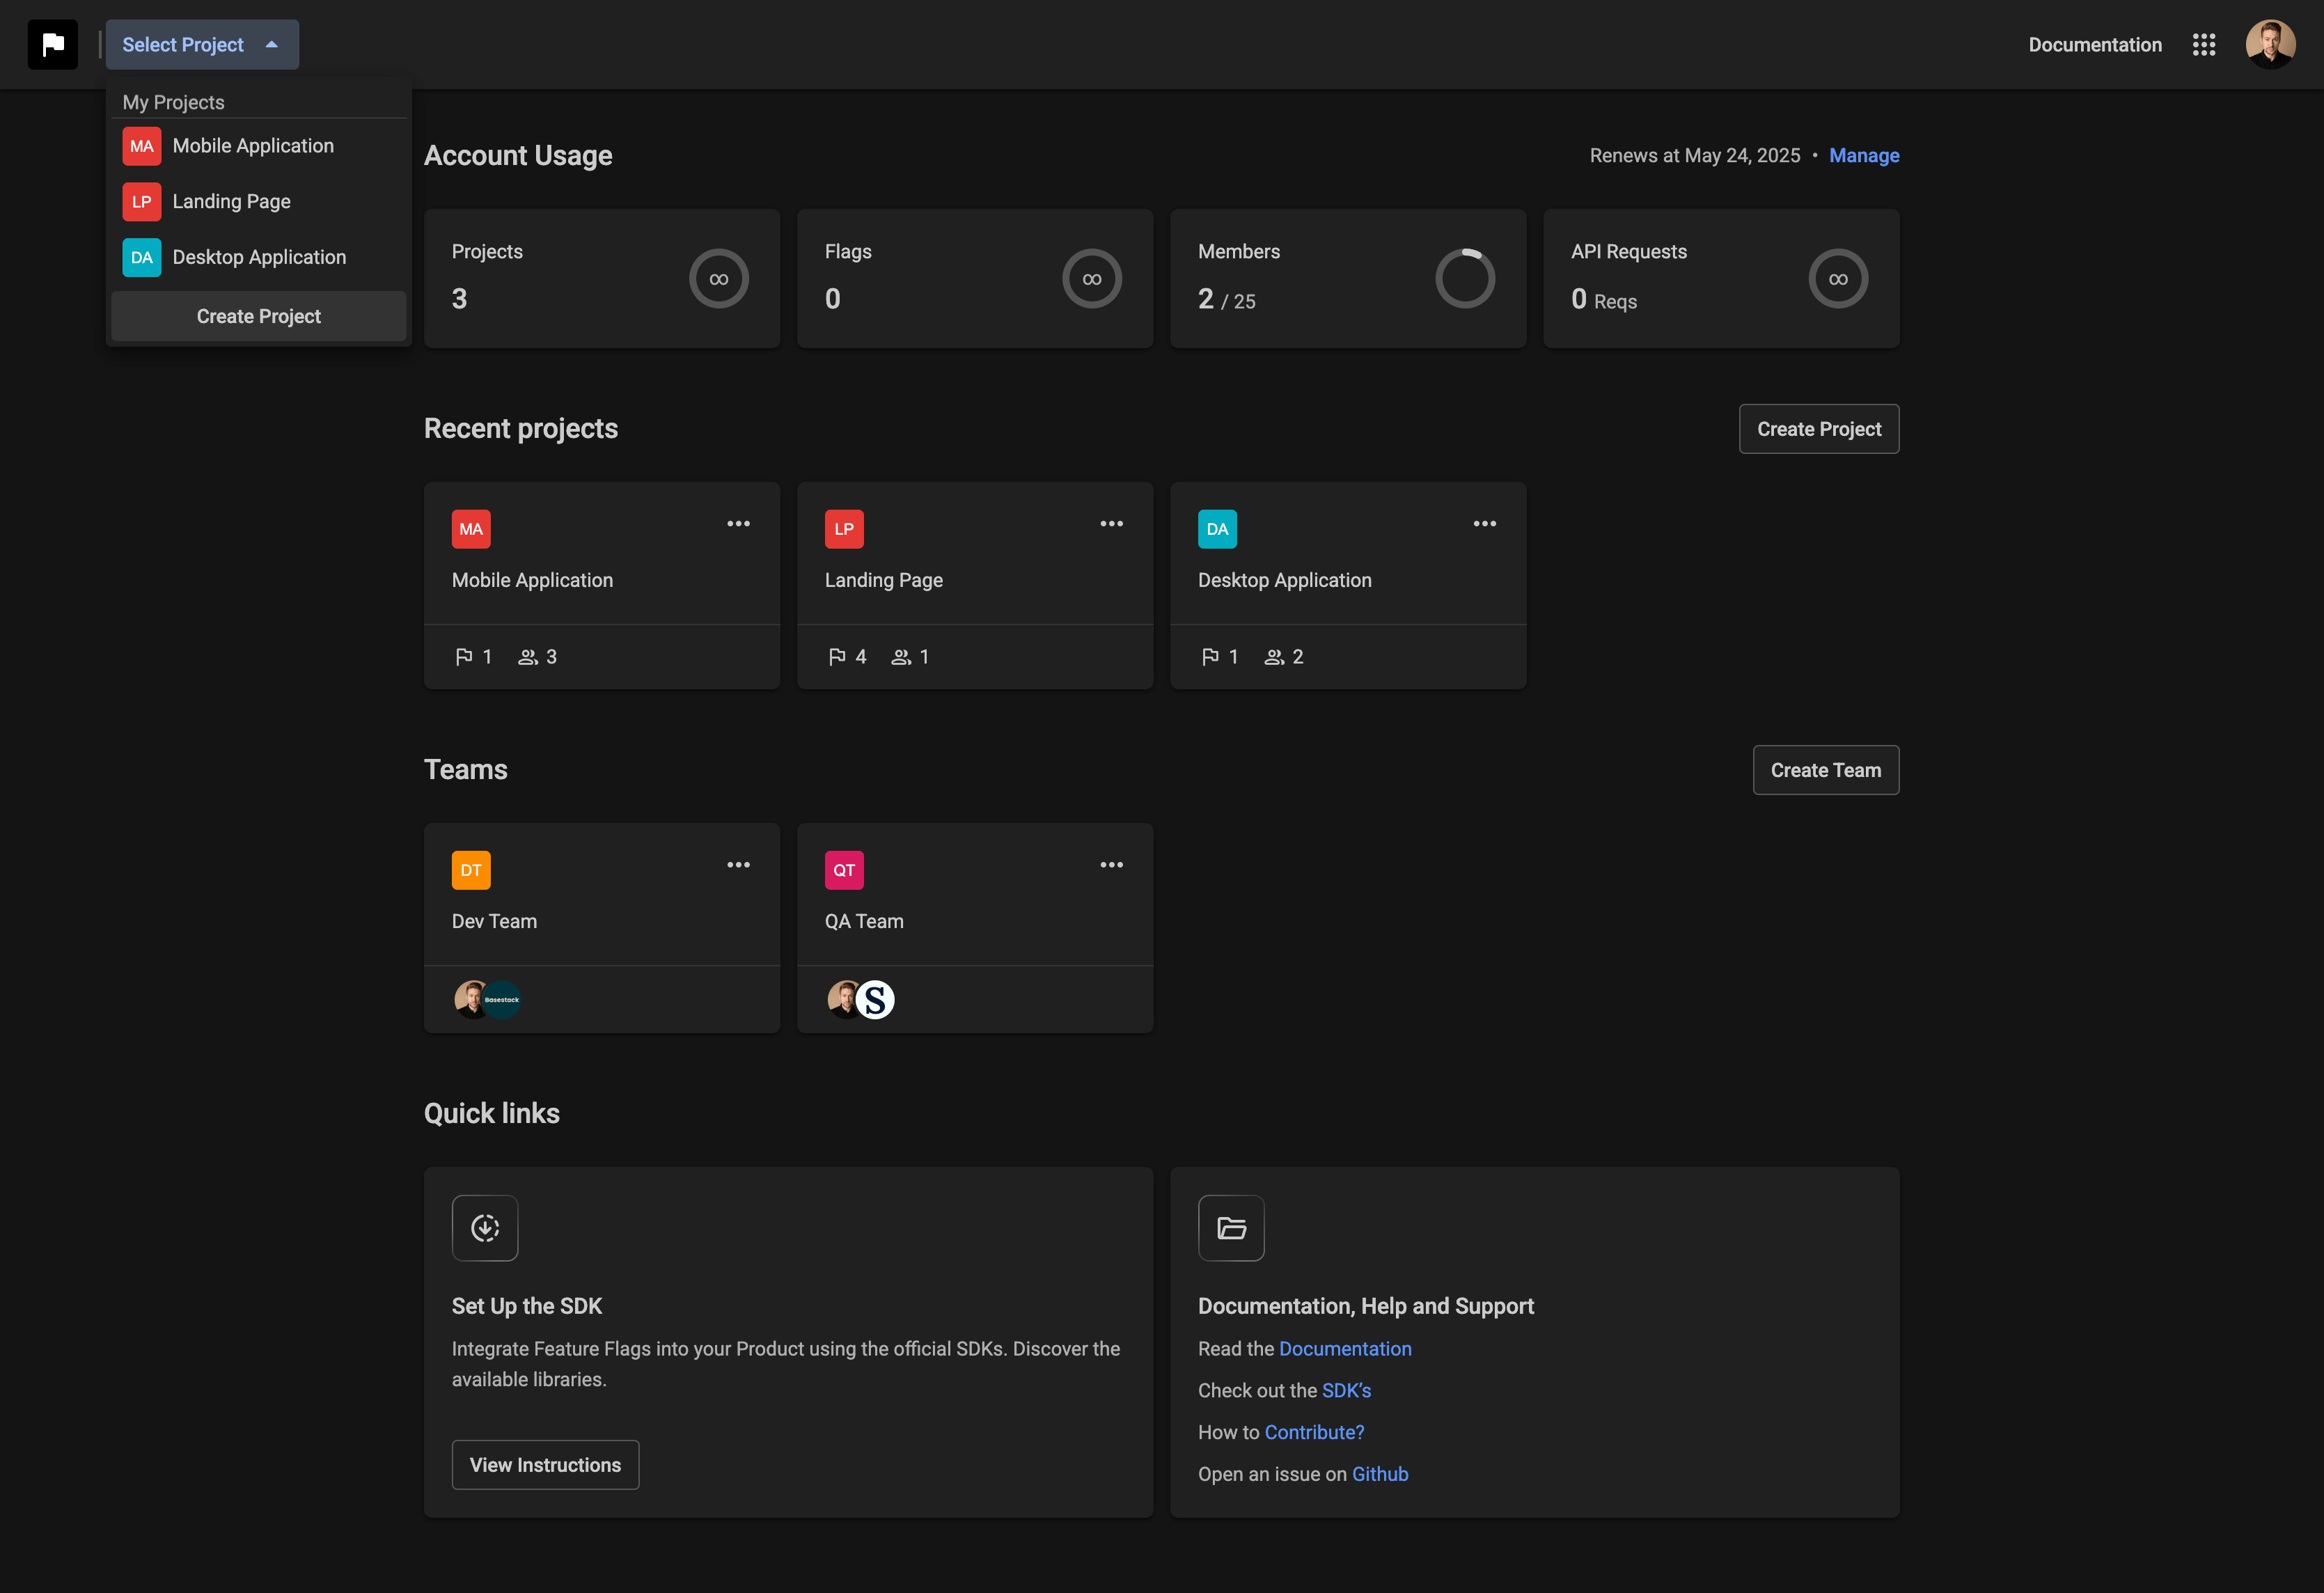 Select Project
Documentation
My Projects
MA Mobile Application
LP Landing Page
DA Desktop Application
Create Project
Account Usage
Renews at May 24, 2025 • Manage
Projects
3
∞
Flags
0
∞
Members
2 / 25
API Requests
0 Reqs
∞
Recent projects
Create Project
MA
Mobile Application
1 3
LP
Landing Page
4 1
DA
Desktop Application
1 2
Teams
Create Team
DT
Dev Team
Basestack
QT
QA Team
S
Quick links
Set Up the SDK
Integrate Feature Flags into your Product using the official SDKs. Discover the
available libraries.
View Instructions
Documentation, Help and Support
Read the Documentation
Check out the SDK’s
How to Contribute?
Open an issue on Github